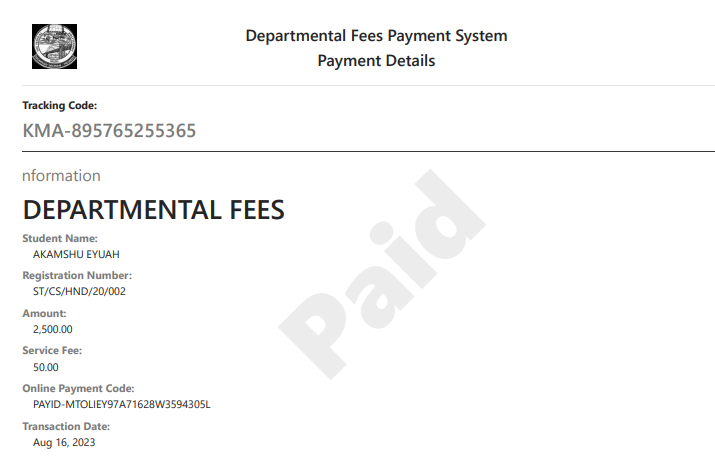 Departmental Fees Payment System
Payment Details
Tracking Code:
KMA-895765255365
nformation
DEPARTMENTAL FEES
Student Name:
AKAMSHU EYUAH
Registration Number:
ST/CS/HND/20/002
Amount:
2,500.00
Service Fee:
50.00
Online Payment Code:
PAYID-MTOLIEY97A71628W3594305L
Transaction Date:
Aug 16, 2023
Paid